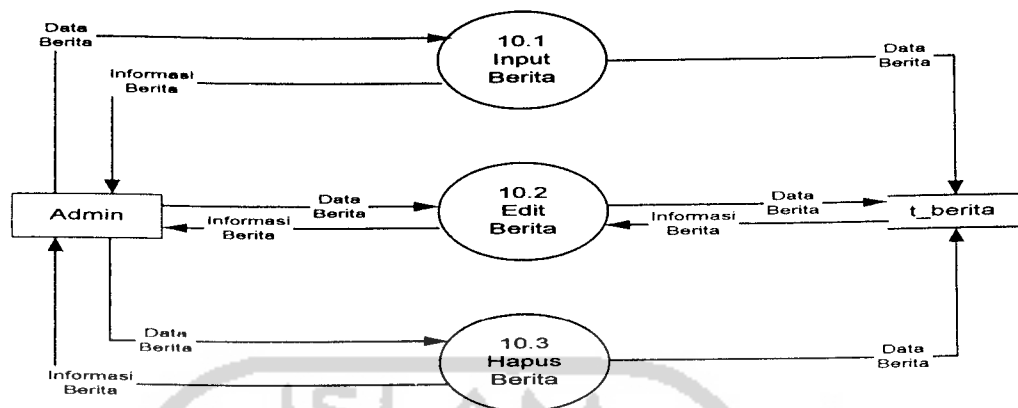 Data
Berita
10.1
Input
Berita
Data
Berita
Informasi
Berita
Admin
Data
Berita
Informasi
Berita
10.2
Edit
Berita
Data
Berita
Informasi
Berita
t_berita
Data
Berita
Informasi
Berita
10.3
Hapus
Berita
Data
Berita
ISLAM